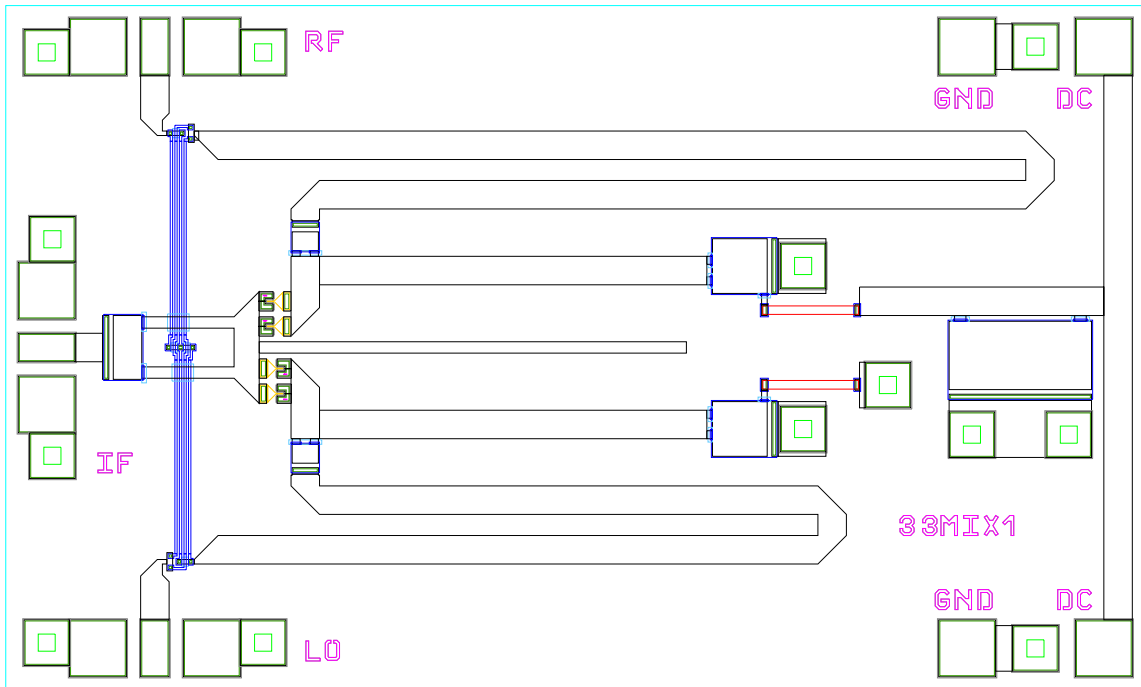 RF
GND DC
IF
33MIX1
GND DC
LO